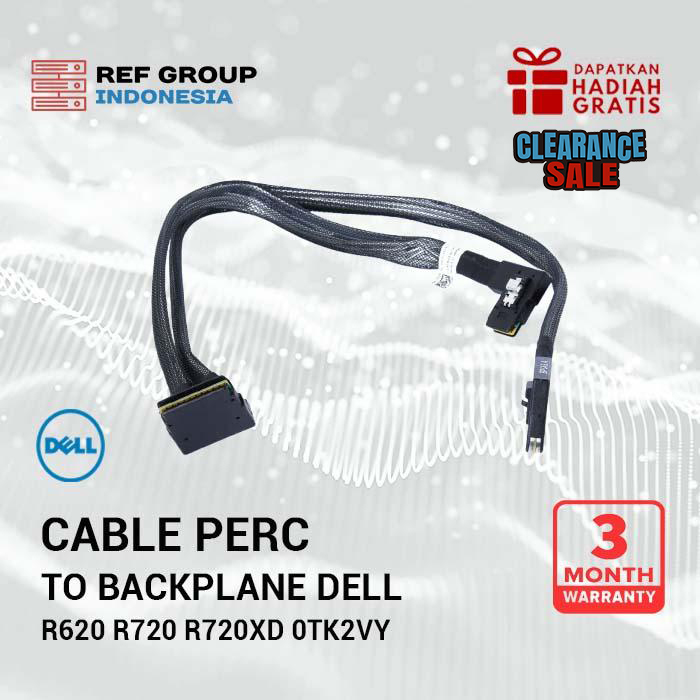 REF GROUP
INDONESIA
DAPATKAN
HADIAH
GRATIS
CLEARANCE
SALE
DELL
CABLE PERC
TO BACKPLANE DELL
R620 R720 R720XD 0TK2VY
3
MONTH
WARRANTY